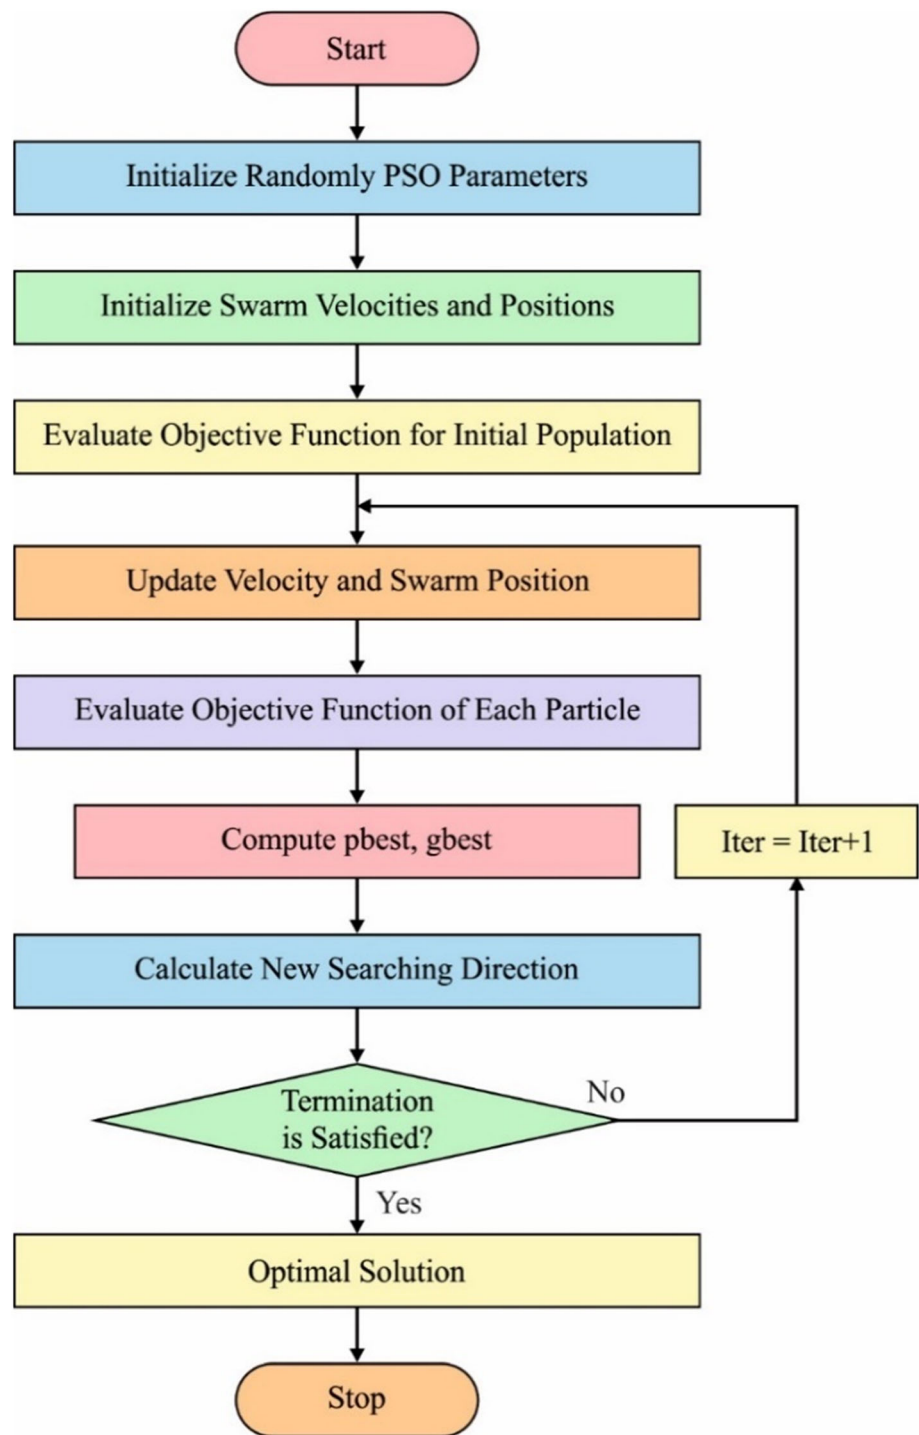 Start
Initialize Randomly PSO Parameters
Initialize Swarm Velocities and Positions
Evaluate Objective Function for Initial Population
Update Velocity and Swarm Position
Evaluate Objective Function of Each Particle
Compute pbest, gbest
Iter = Iter+1
Calculate New Searching Direction
Termination
is Satisfied?
No
Yes
Optimal Solution
Stop